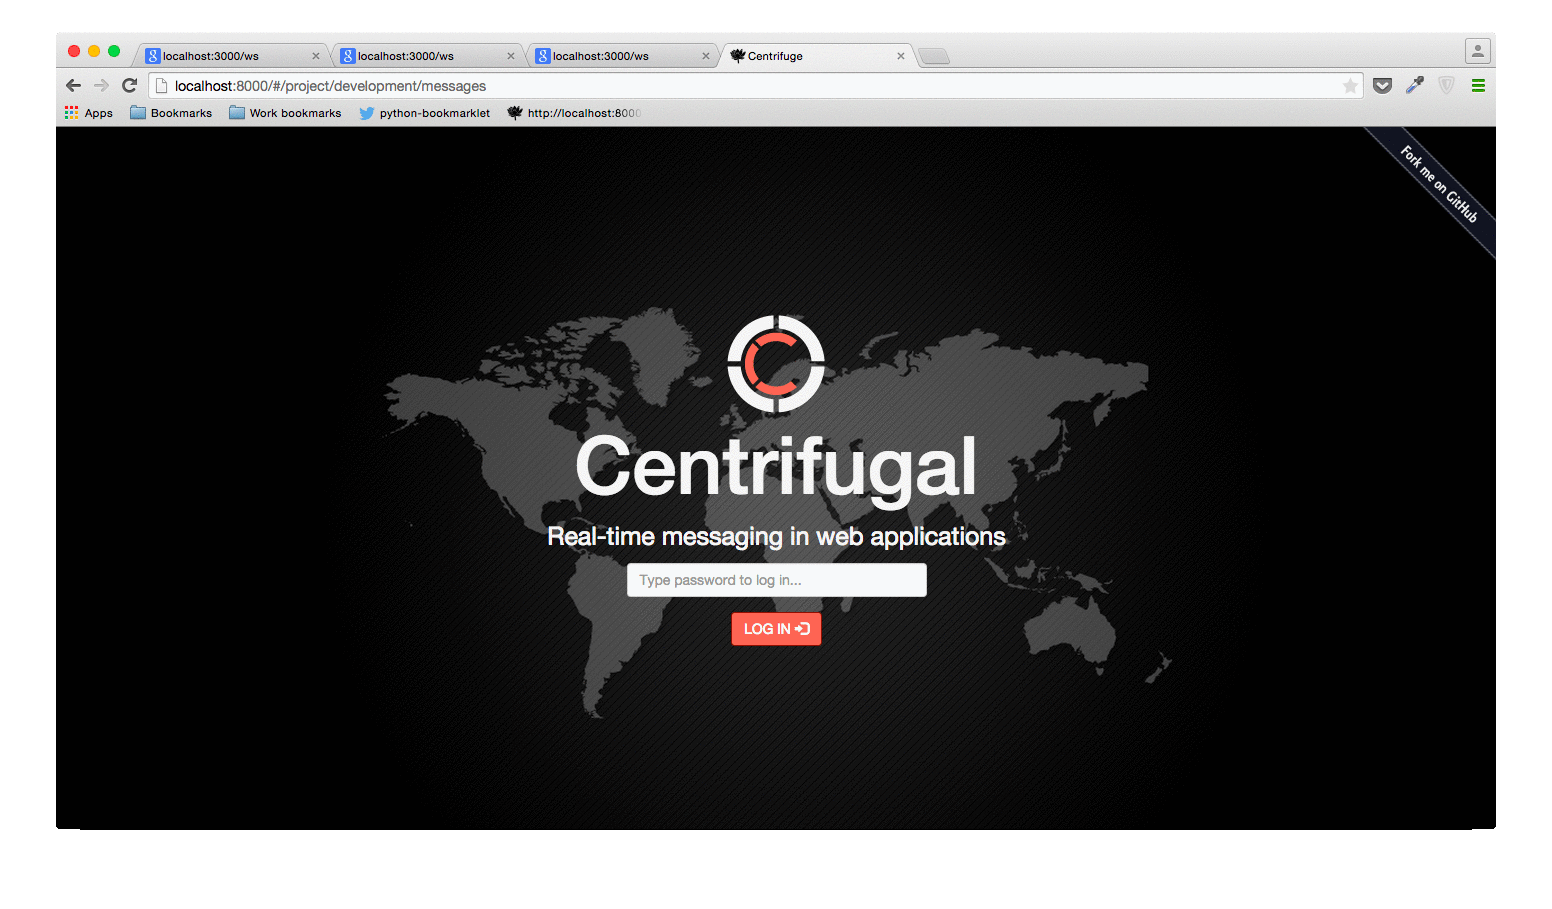 localhost:3000/ws
localhost:3000/ws
localhost:3000/ws
Centrifuge
localhost:8000/#/project/development/messages
Apps
Bookmarks
Work bookmarks
python-bookmarklet
http://localhost:8000
Fork me on GitHub
Centrifugal
Real-time messaging in web applications
Type password to log in...
LOG IN